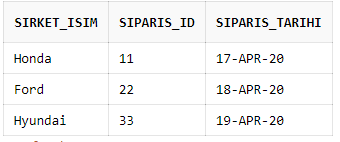 SIRKET_ISIM SIPARIS_ID SIPARIS_TARIHI
Honda 11 17-APR-20
Ford 22 18-APR-20
Hyundai 33 19-APR-20